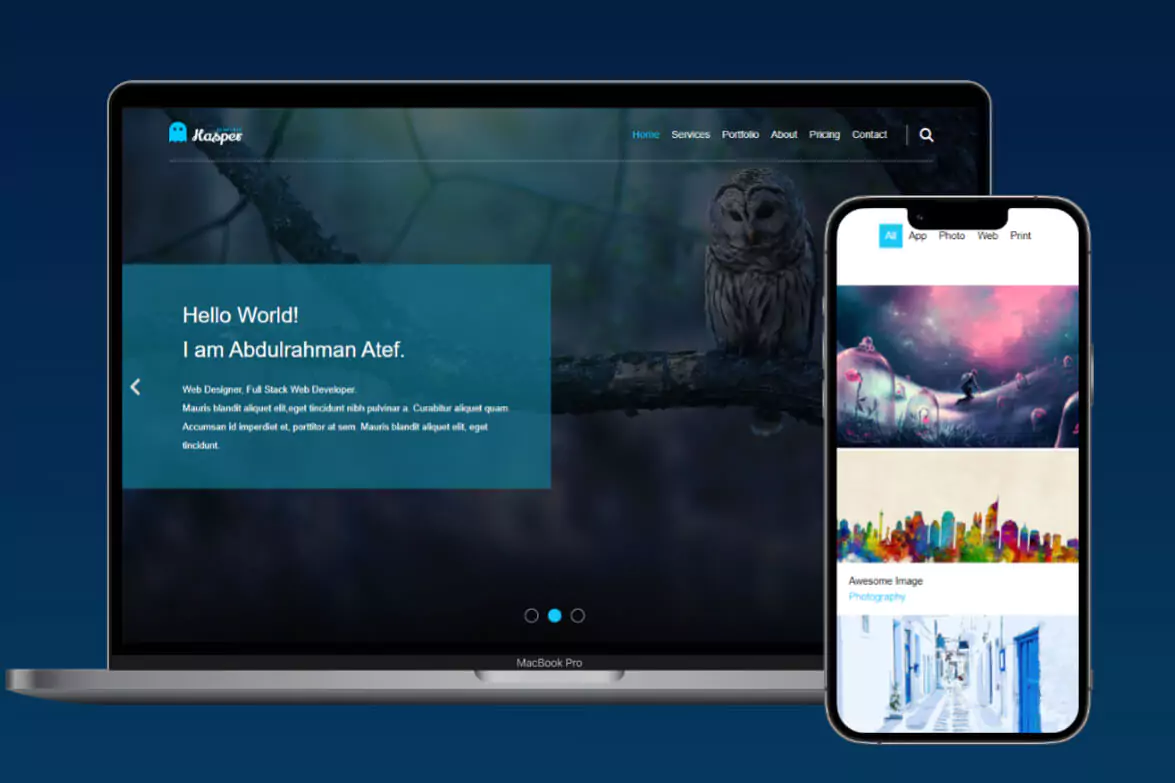 Kasper
Home Services Portfolio About Pricing Contact
Hello World!
I am Abdulrahman Atef.
Web Designer, Full Stack Web Developer.
Mauris blandit aliquet elit,eget tincidunt nibh pulvinar a. Curabitur aliquet quam.
Accumsan id imperdiet et, porttitor at sem. Mauris blandit aliquet elit, eget
tincidunt.
MacBook Pro
All App Photo Web Print
Awesome Image
Photography